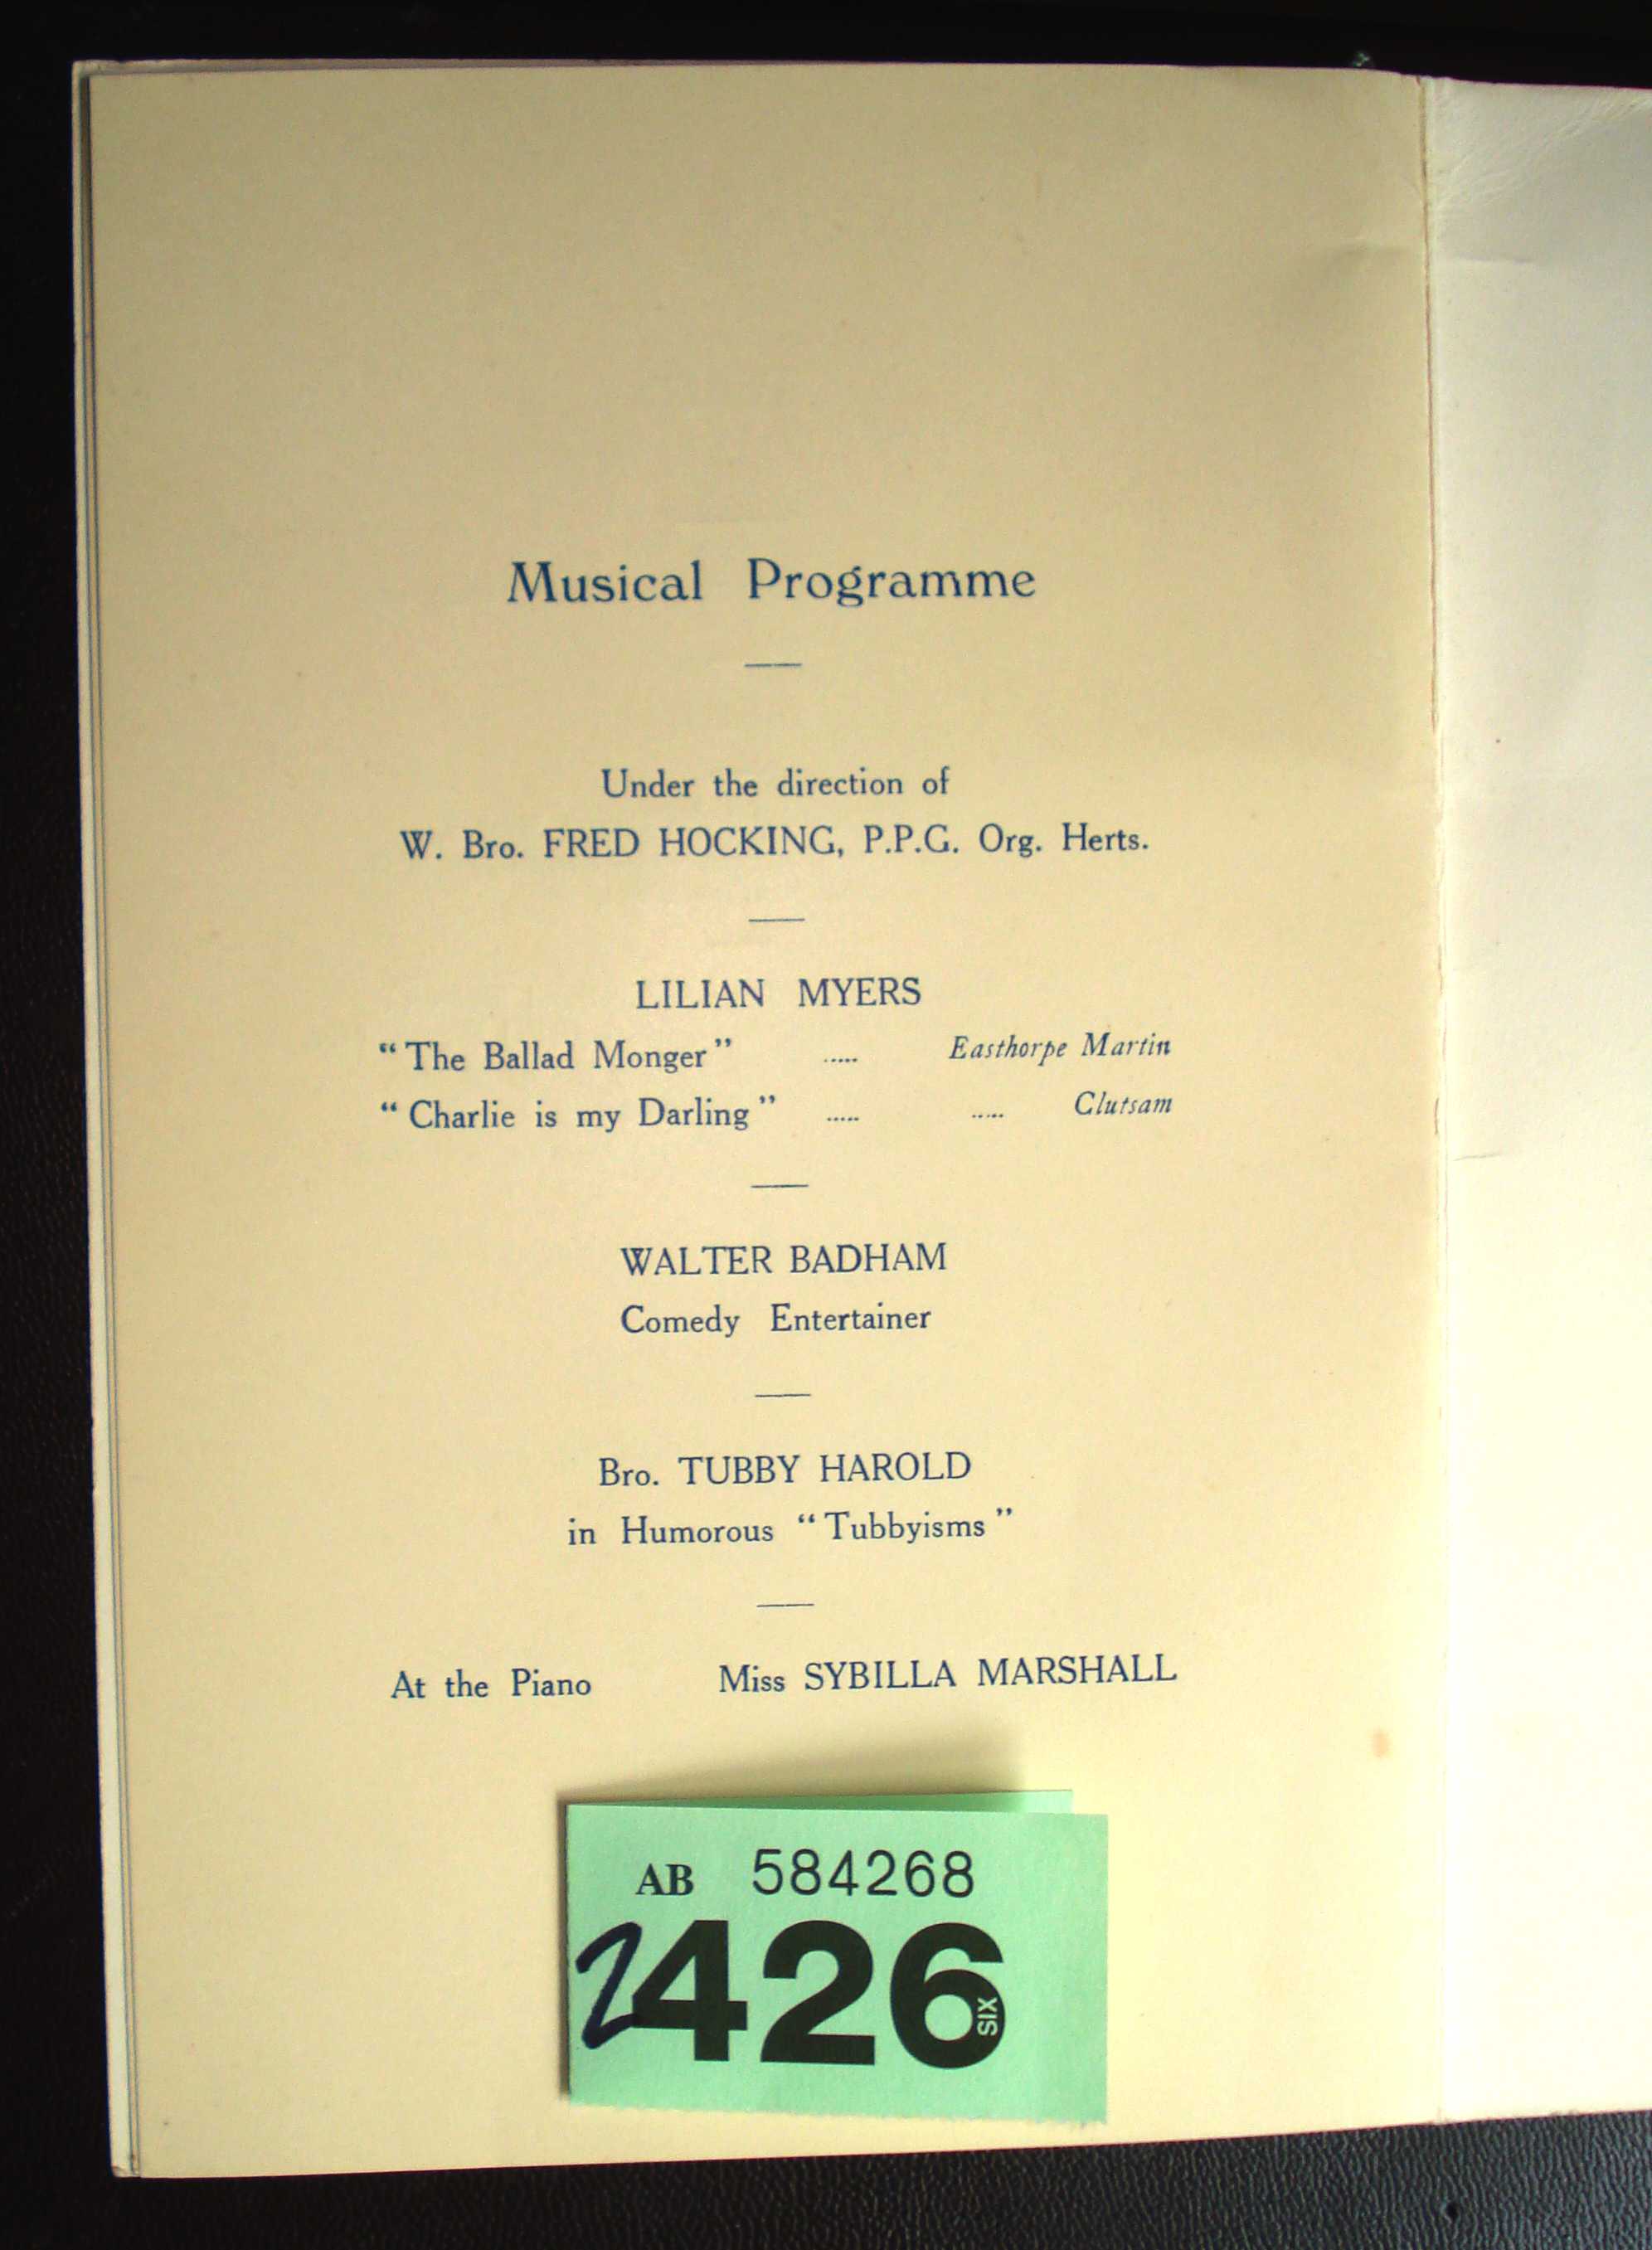 Musical Programme
Under the direction of
W. Bro. FRED HOCKING, P.P.G. Org. Herts.
LILIAN MYERS
“The Ballad Monger” ..... Easthorpe Martin
“Charlie is my Darling” ..... ..... Clutsam
WALTER BADHAM
Comedy Entertainer
Bro. TUBBY HAROLD
in Humorous “Tubbyisms”
At the Piano Miss SYBILLA MARSHALL
AB 584268
2426
SIX